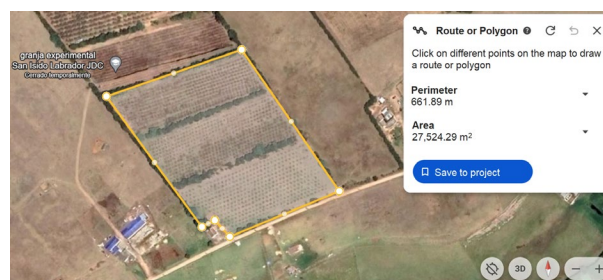 granja experimental
San Isido Labrador JDC
Cerrado temporalmente
Route or Polygon
Click on different points on the map to draw
a route or polygon
Perimeter
661.89 m
Area
27,524.29 m²
Save to project
3D